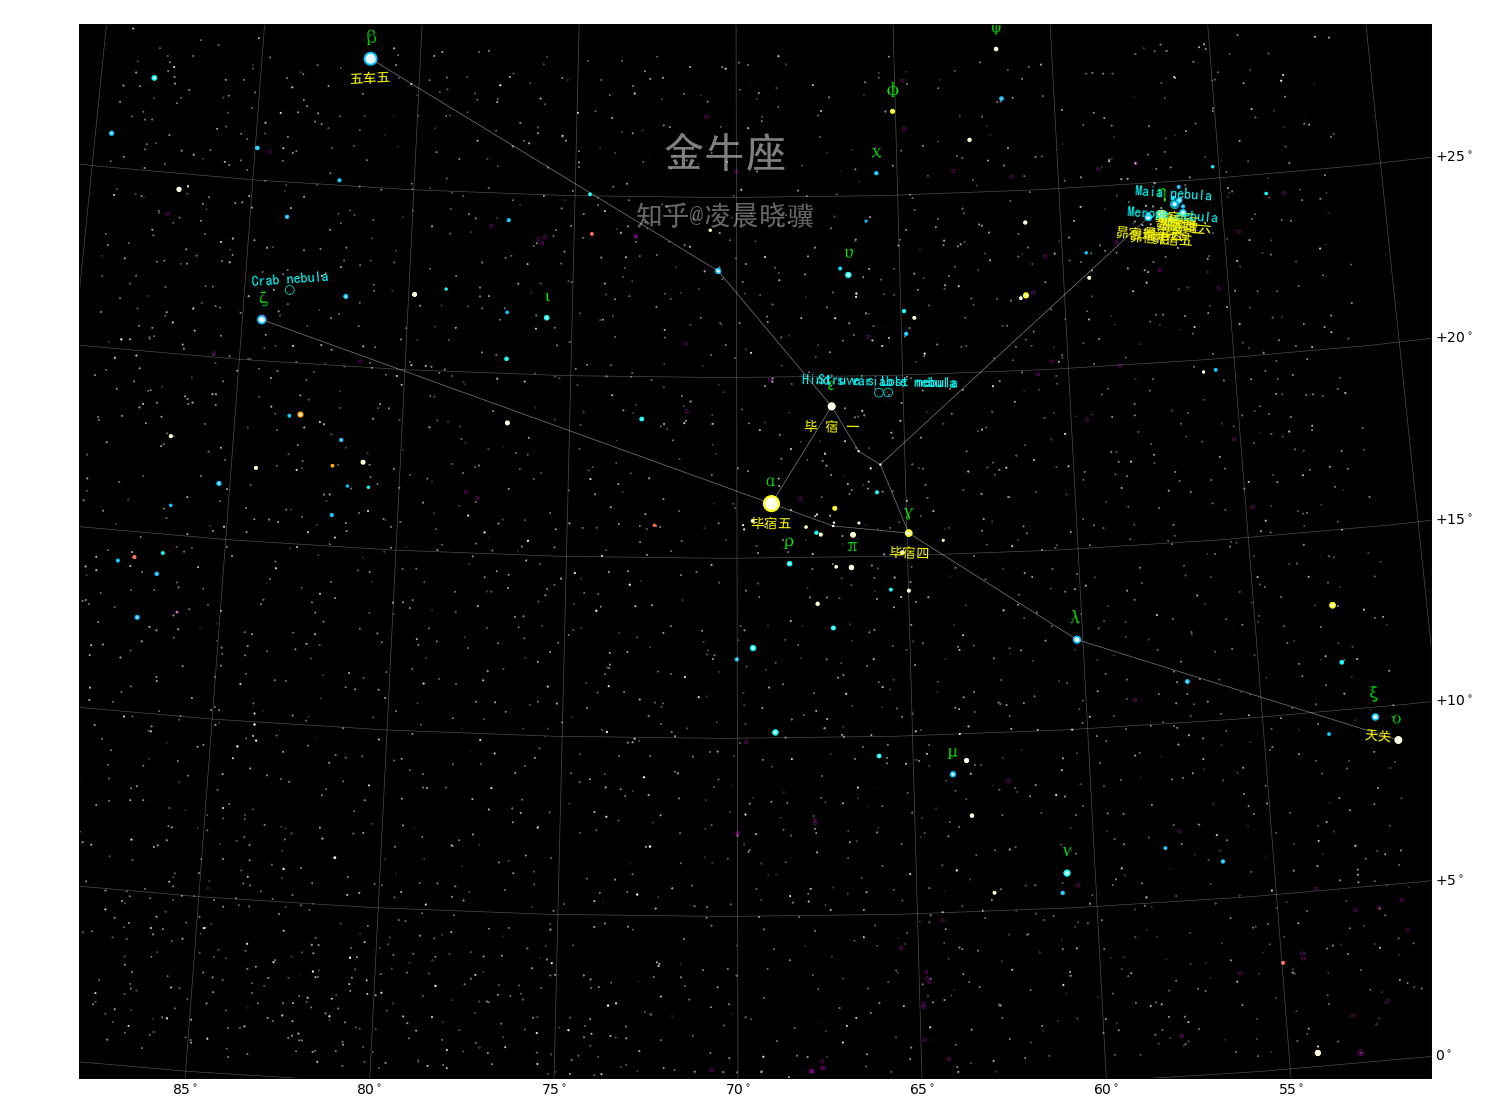 ψ
β
五车五
φ
χ
金牛座
+25°
Maia nebula
η
知乎@凌晨晓骥
υ
Crab nebula
ζ
ι
+20°
ε
毕宿一
α
毕宿五
+15°
γ
ρ
π
毕宿四
λ
+10°
ξ
ο
天关
μ
ν
+5°
0°
85°
80°
75°
70°
65°
60°
55°